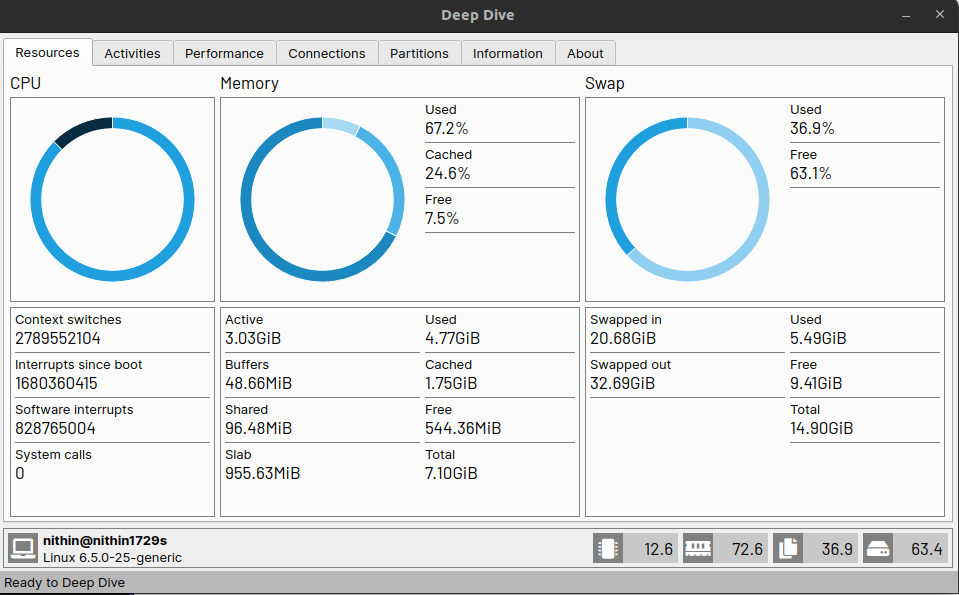 Deep Dive
Resources Activities Performance Connections Partitions Information About
CPU
Memory
Used
67.2%
Cached
24.6%
Free
7.5%
Swap
Used
36.9%
Free
63.1%
Context switches
2789552104
Interrupts since boot
1680360415
Software interrupts
828765004
System calls
0
Active
3.03GiB
Buffers
48.66MiB
Shared
96.48MiB
Slab
955.63MiB
Used
4.77GiB
Cached
1.75GiB
Free
544.36MiB
Total
7.10GiB
Swapped in
20.68GiB
Swapped out
32.69GiB
Used
5.49GiB
Free
9.41GiB
Total
14.90GiB
nithin@nithin1729s
Linux 6.5.0-25-generic
12.6 72.6 36.9 63.4
Ready to Deep Dive